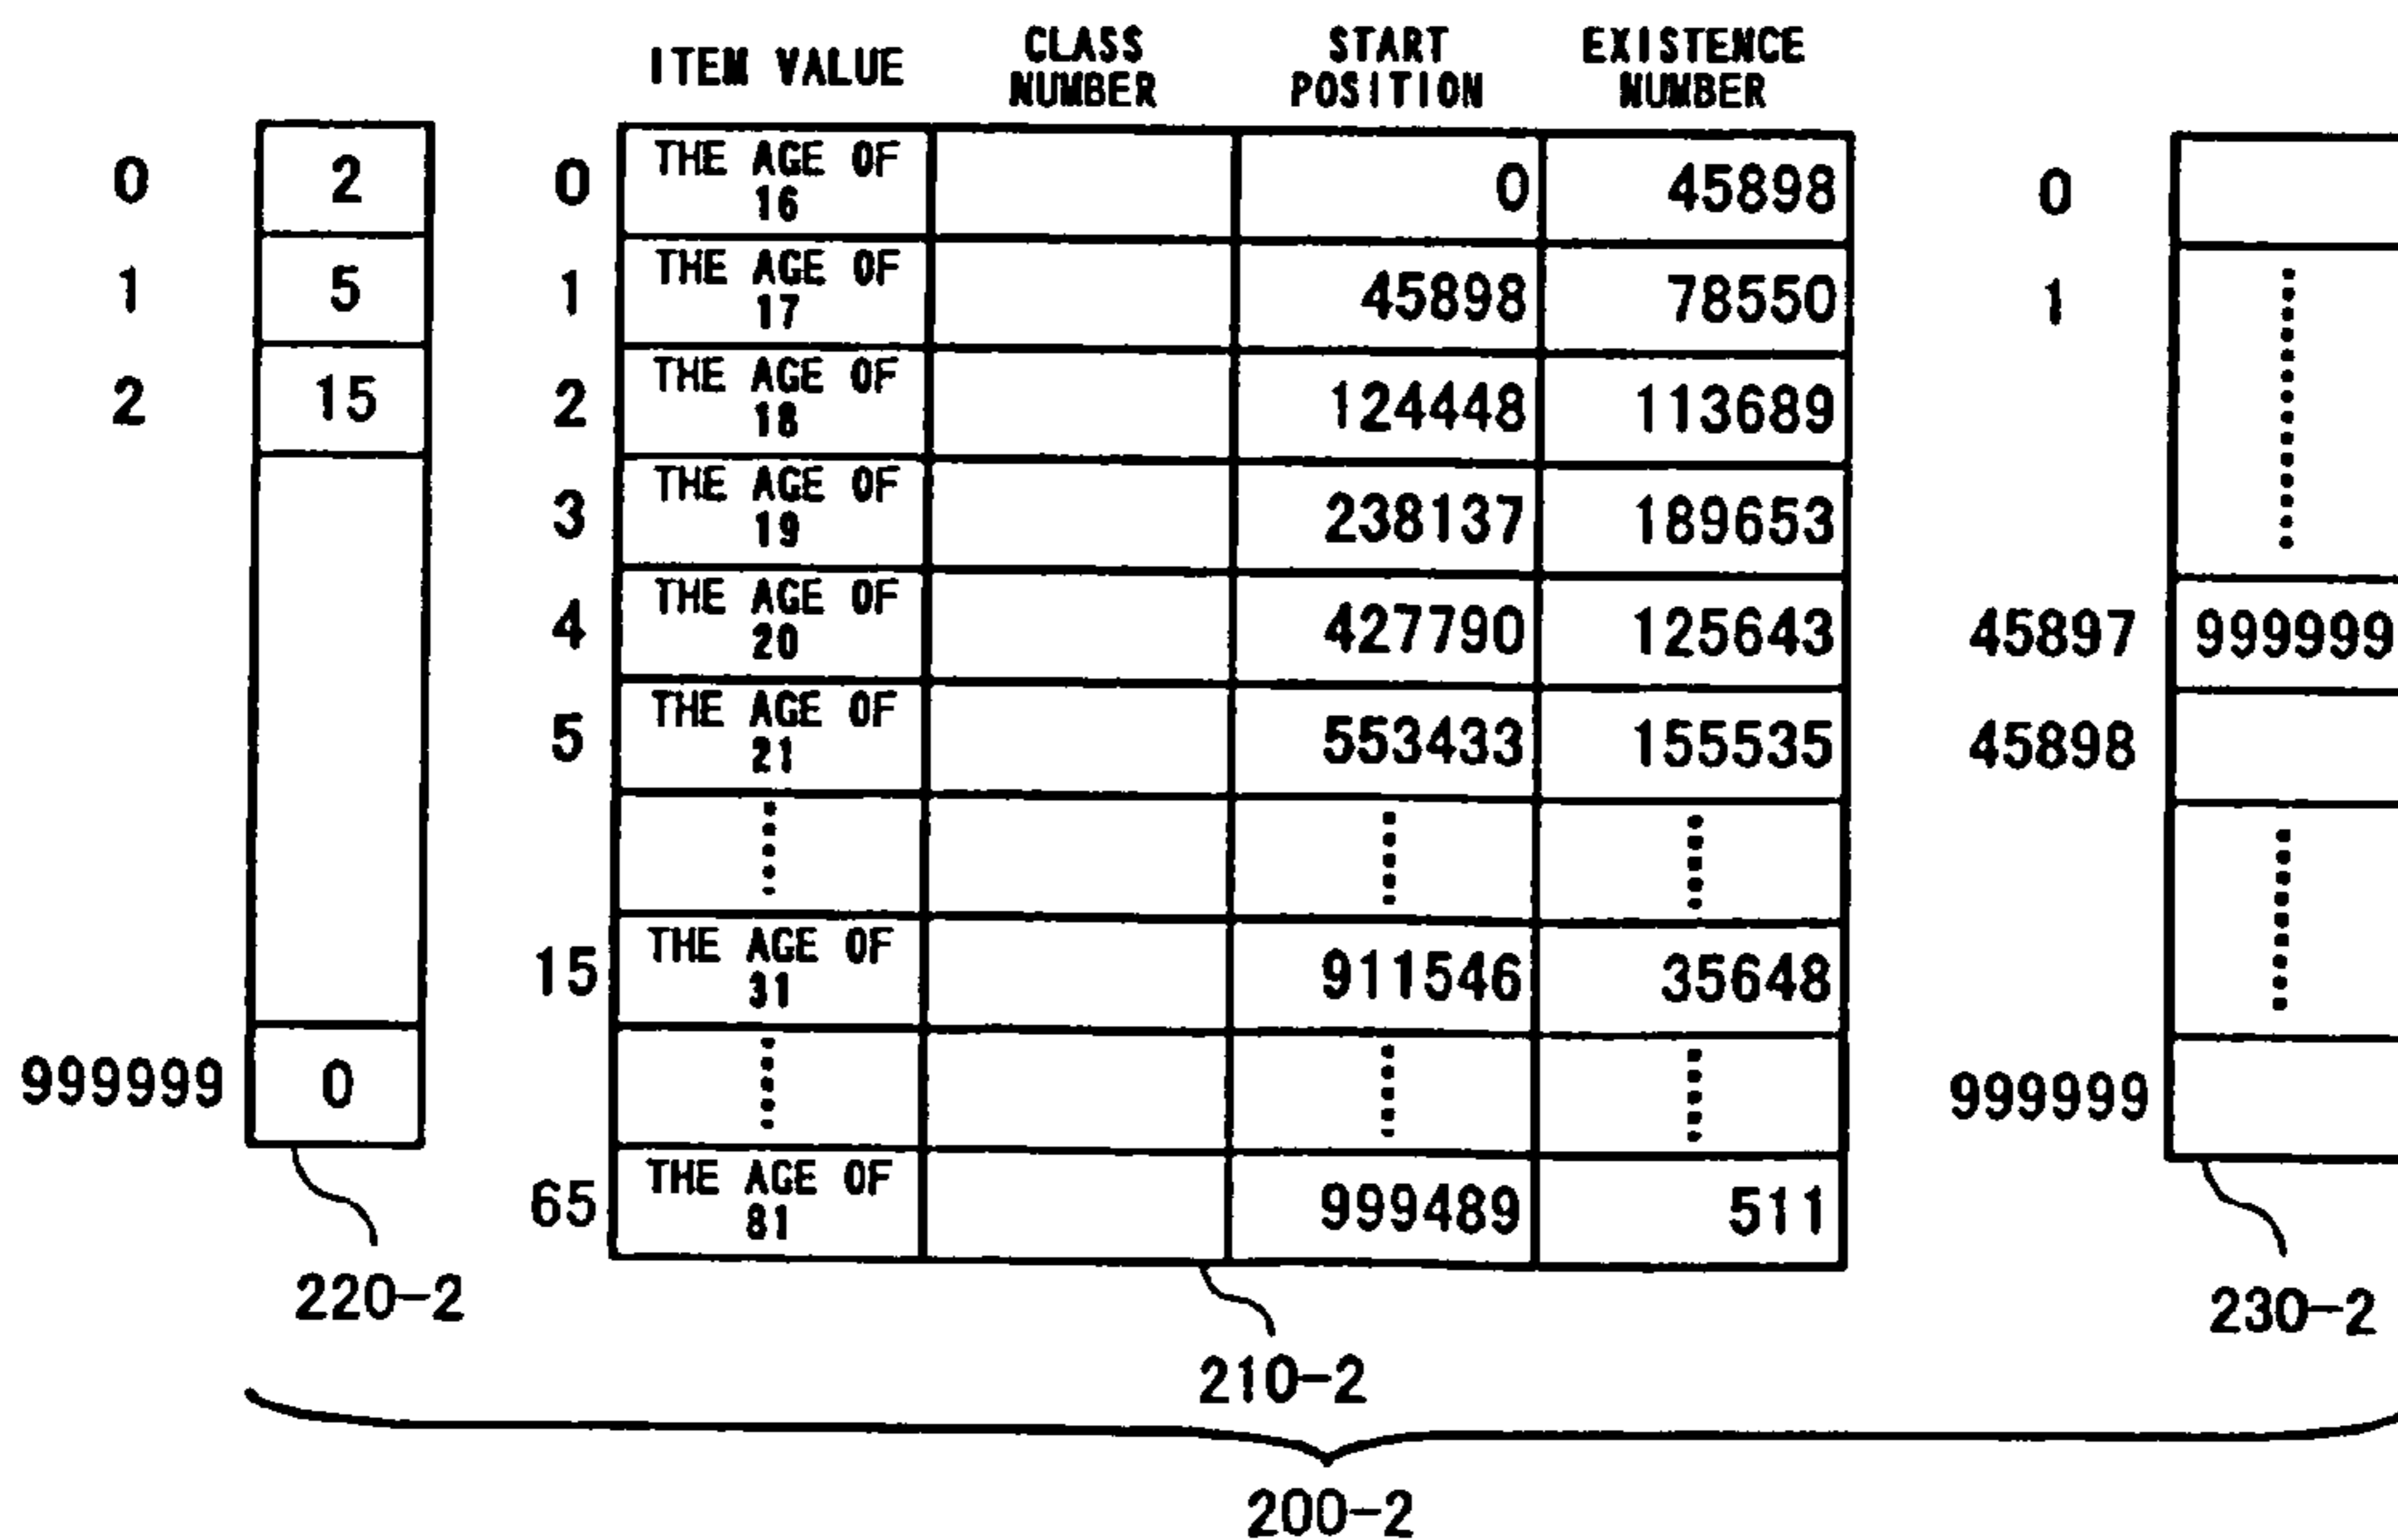 ITEM VALUE CLASS NUMBER START POSITION EXISTENCE NUMBER
0 2 0 THE AGE OF 16 0 45898 0
1 5 1 THE AGE OF 17 45898 78550 1
2 15 2 THE AGE OF 18 124448 113689
3 THE AGE OF 19 238137 189653
4 THE AGE OF 20 427790 125643 45897 999999
5 THE AGE OF 21 553433 155535 45898
15 THE AGE OF 31 911546 35648
999999 0 999999
65 THE AGE OF 81 999489 511
220-2 230-2
210-2
200-2